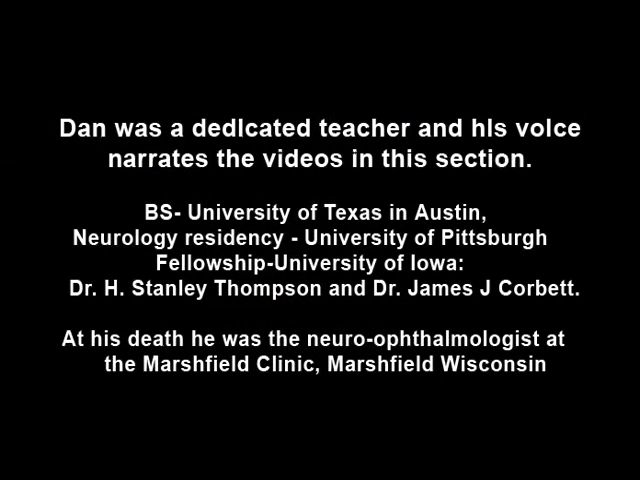 Dan was a dedicated teacher and his voice
narrates the videos in this section.
BS- University of Texas in Austin,
Neurology residency - University of Pittsburgh
Fellowship-University of Iowa:
Dr. H. Stanley Thompson and Dr. James J Corbett.
At his death he was the neuro-ophthalmologist at
the Marshfield Clinic, Marshfield Wisconsin